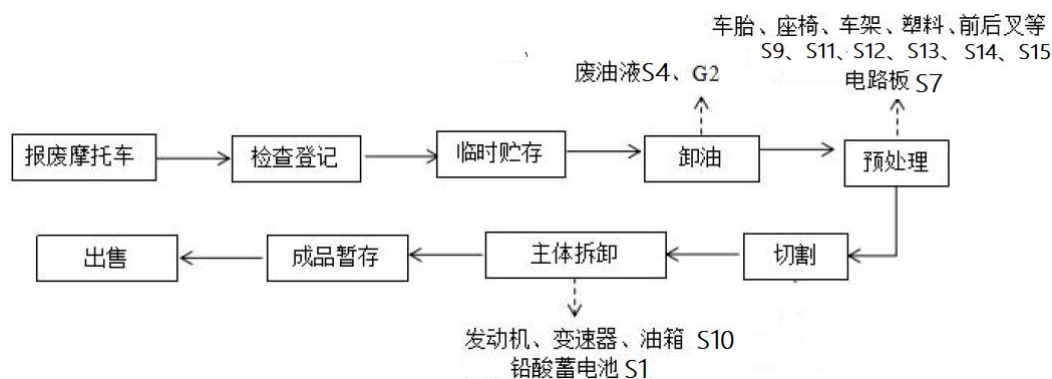 车胎、座椅、车架、塑料、前后叉等
S9、S11、S12、S13、S14、S15
废油液S4、G2
电路板 S7
报废摩托车
检查登记
临时贮存
卸油
预处理
出售
成品暂存
主体拆卸
切割
发动机、变速器、油箱 S10
铅酸蓄电池 S1